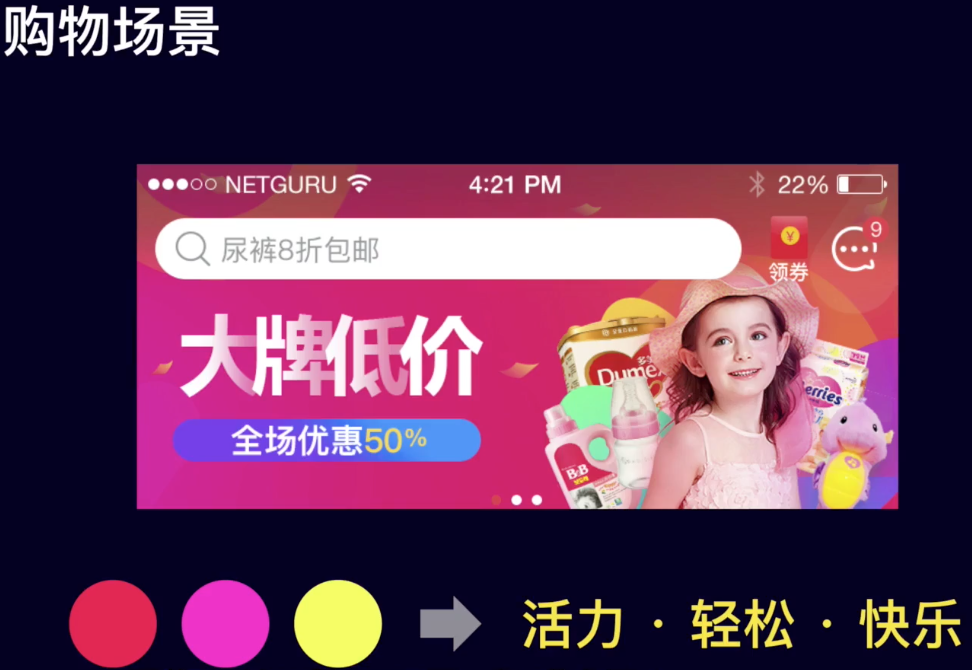 购物场景
NETGURU 4:21 PM 22%
尿裤8折包邮
¥
领券
9
大牌低价
全场优惠50%
Dumex
B&B
活力 · 轻松 · 快乐